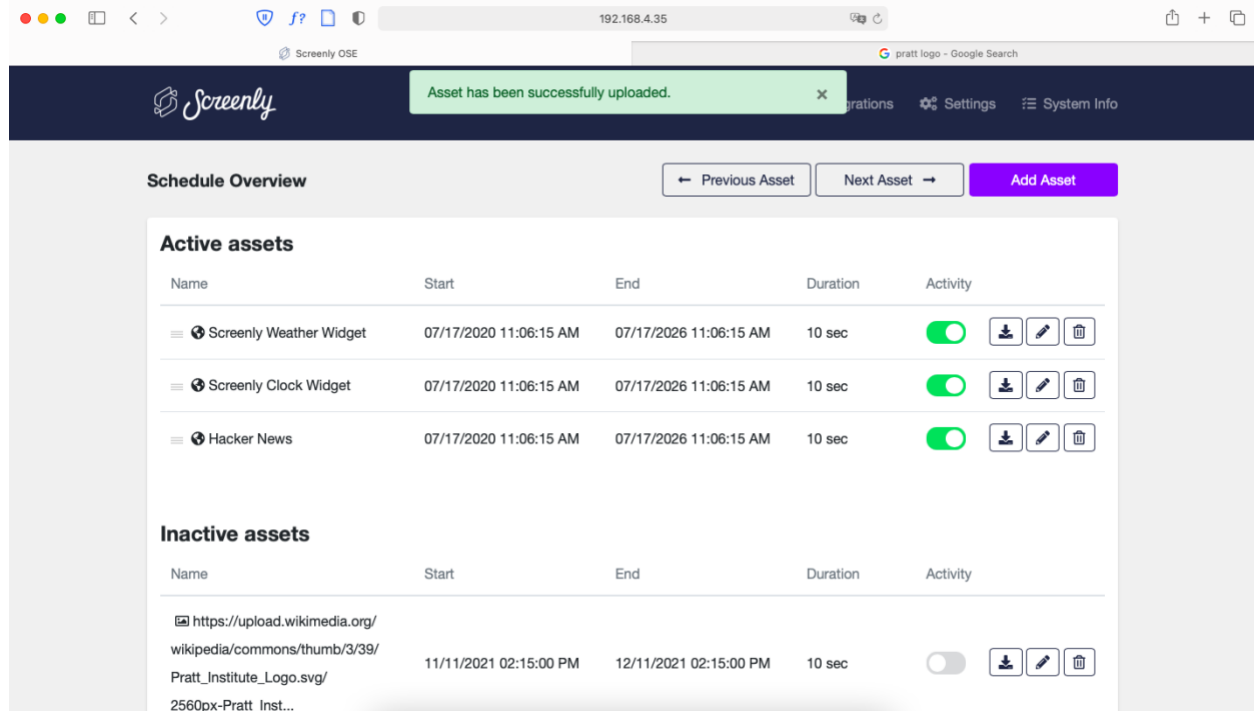 192.168.4.35
Screenly OSE
pratt logo - Google Search
Screenly
Asset has been successfully uploaded. ×
grations Settings System Info
Schedule Overview
← Previous Asset Next Asset → Add Asset
Active assets
Name Start End Duration Activity
Screenly Weather Widget 07/17/2020 11:06:15 AM 07/17/2026 11:06:15 AM 10 sec
Screenly Clock Widget 07/17/2020 11:06:15 AM 07/17/2026 11:06:15 AM 10 sec
Hacker News 07/17/2020 11:06:15 AM 07/17/2026 11:06:15 AM 10 sec
Inactive assets
Name Start End Duration Activity
https://upload.wikimedia.org/
wikipedia/commons/thumb/3/39/
Pratt_Institute_Logo.svg/
2560px-Pratt_Inst...
11/11/2021 02:15:00 PM 12/11/2021 02:15:00 PM 10 sec